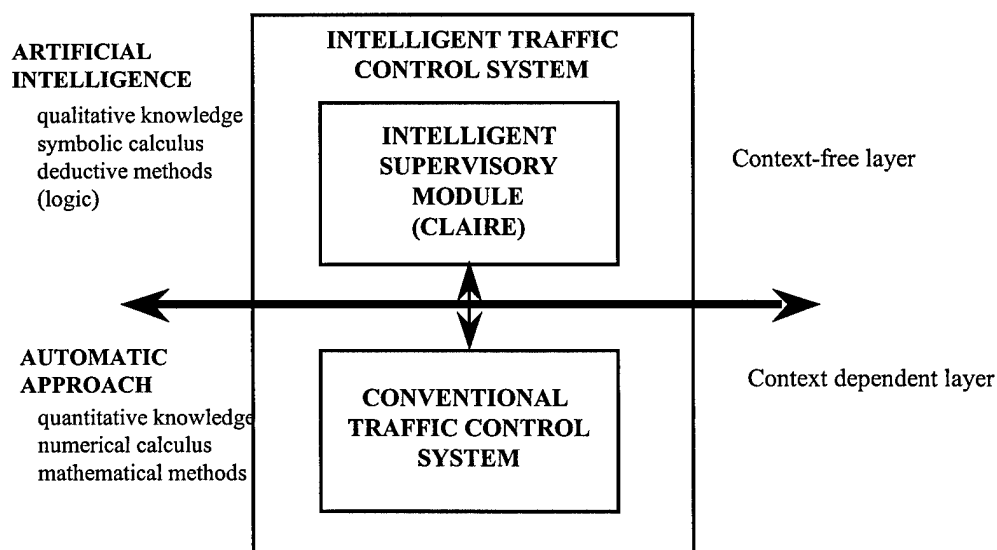 ARTIFICIAL
INTELLIGENCE
qualitative knowledge
symbolic calculus
deductive methods
(logic)
INTELLIGENT TRAFFIC
CONTROL SYSTEM
INTELLIGENT
SUPERVISORY
MODULE
(CLAIRE)
Context-free layer
AUTOMATIC
APPROACH
quantitative knowledge
numerical calculus
mathematical methods
CONVENTIONAL
TRAFFIC CONTROL
SYSTEM
Context dependent layer